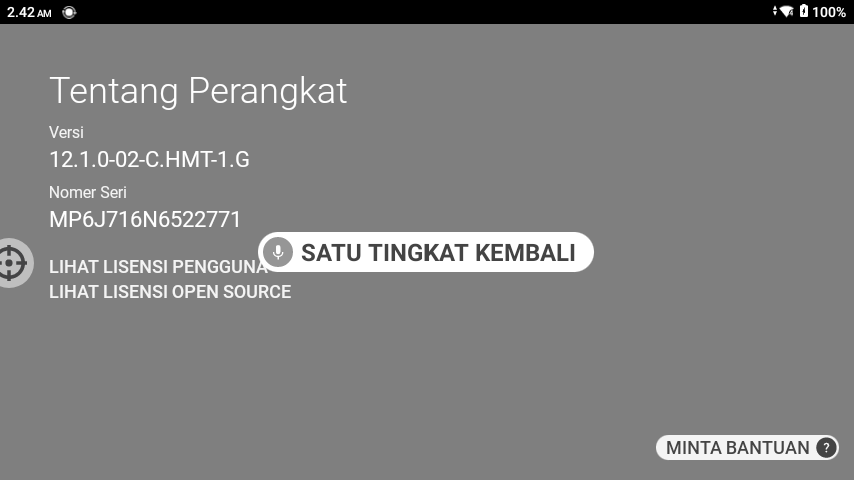 2.42 AM
100%
Tentang Perangkat
Versi
12.1.0-02-C.HMT-1.G
Nomer Seri
MP6J716N6522771
SATU TINGKAT KEMBALI
LIHAT LISENSI PENGGUNA
LIHAT LISENSI OPEN SOURCE
MINTA BANTUAN ?